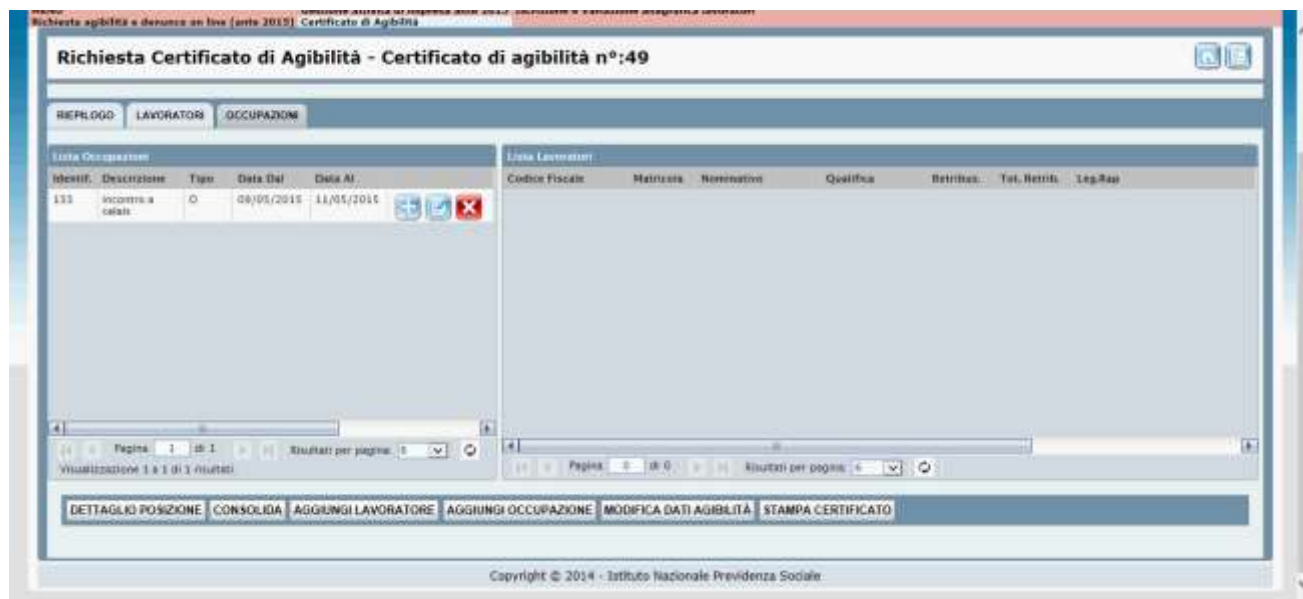 Richiesta agibilità e denunce on line (ante 2015) Certificato di Agibilità
Richiesta Certificato di Agibilità - Certificato di agibilità n°:49
RIEPILOGO LAVORATORI OCCUPAZIONI
Lista Occupazioni Lista Lavoratori
Identif. Descrizione Tipo Data Dal Data Al Codice Fiscale Matricola Nominativo Qualifica Retribuz. Tot. Retrib. Leg.Rap
133 incontro a O 08/05/2015 11/05/2015
calais
Pagina 1 di 1 Risultati per pagina
Visualizzazione 1 a 1 di 1 risultati
Pagina 0 di 0 Risultati per pagina
DETTAGLIO POSIZIONE CONSOLIDA AGGIUNGI LAVORATORE AGGIUNGI OCCUPAZIONE MODIFICA DATI AGIBILITÀ STAMPA CERTIFICATO
Copyright © 2014 - Istituto Nazionale Previdenza Sociale